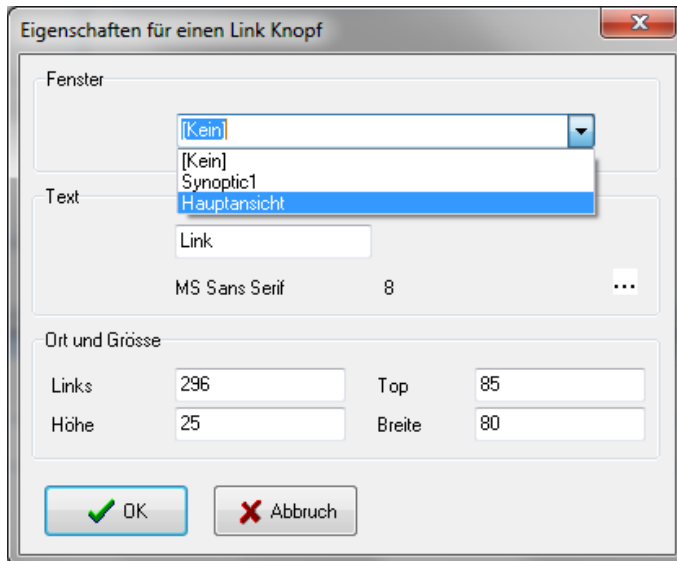 Eigenschaften für einen Link Knopf
Fenster
[Kein]
[Kein]
Synoptic1
Hauptansicht
Text
Link
MS Sans Serif 8 ...
Ort und Grösse
Links 296 Top 85
Höhe 25 Breite 80
OK Abbruch